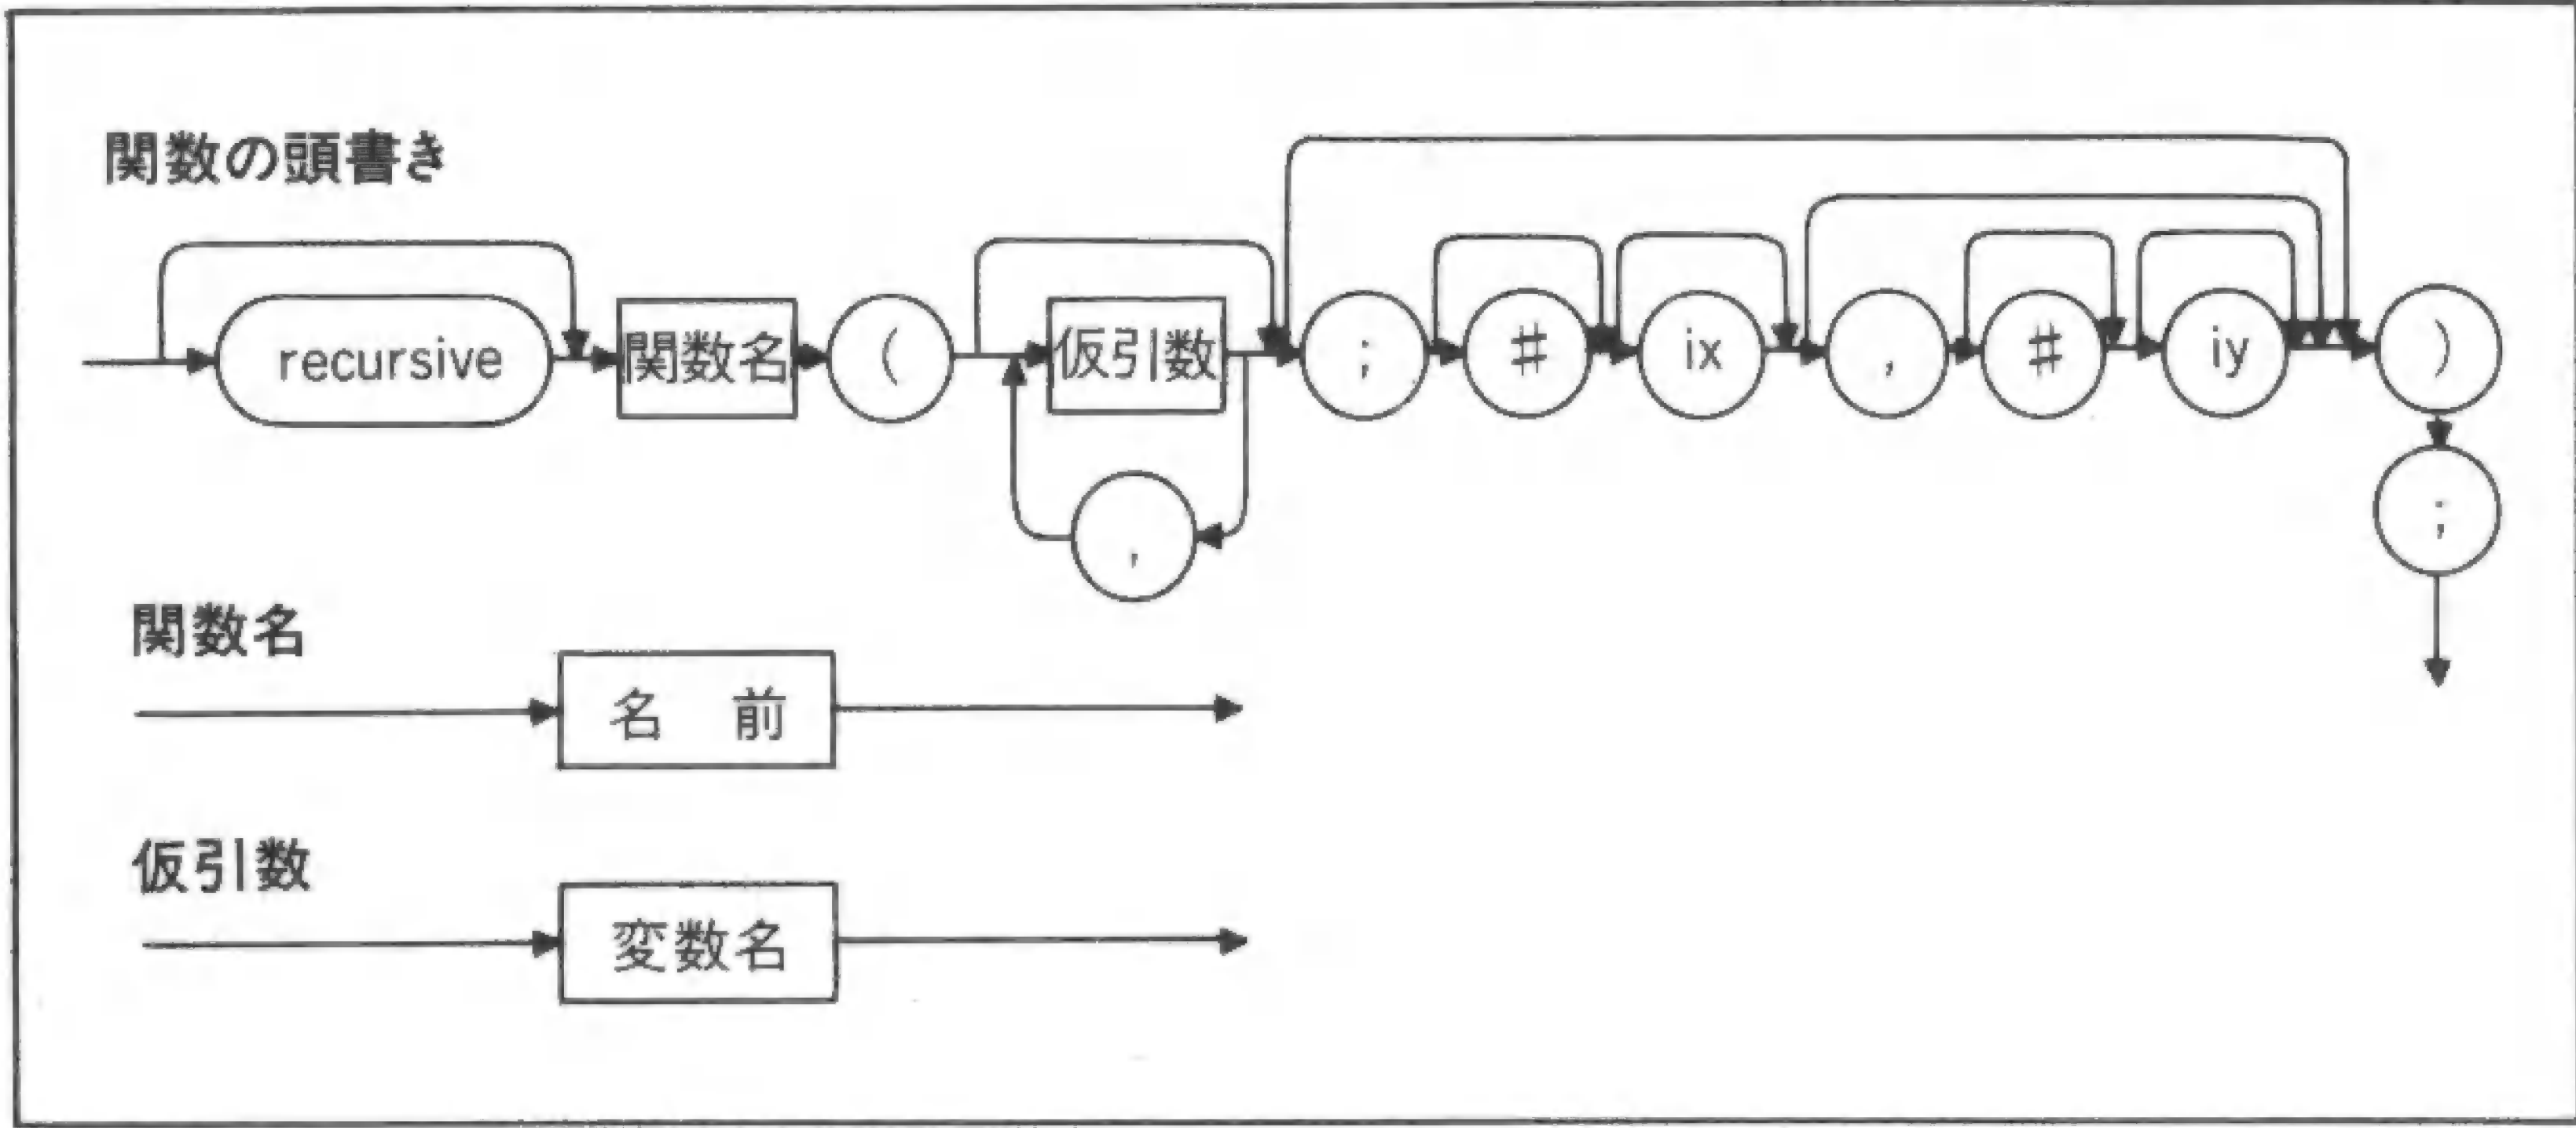 関数の頭書き
recursive 関数名 ( 仮引数 ; # ix , # iy )
, ;
関数名
名 前
仮引数
変数名